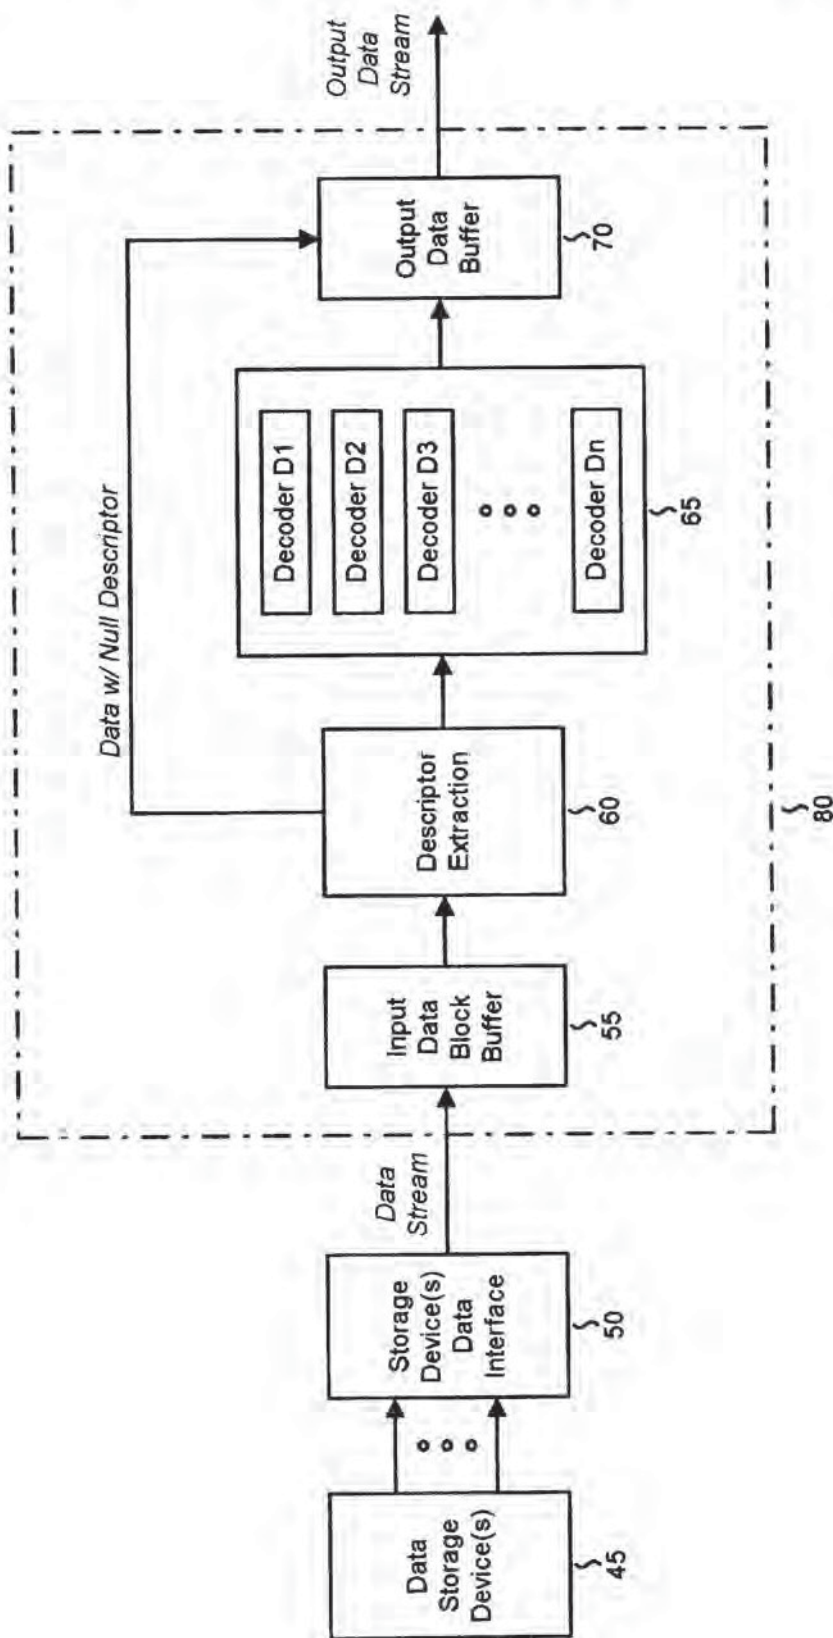 Data
Storage
Device(s)
45
Storage
Device(s)
Data
Interface
50
Data
Stream
Input
Data
Block
Buffer
55
Descriptor
Extraction
60
Data w/ Null Descriptor
Decoder D1
Decoder D2
Decoder D3
Decoder Dn
65
Output
Data
Buffer
70
Output
Data
Stream
80